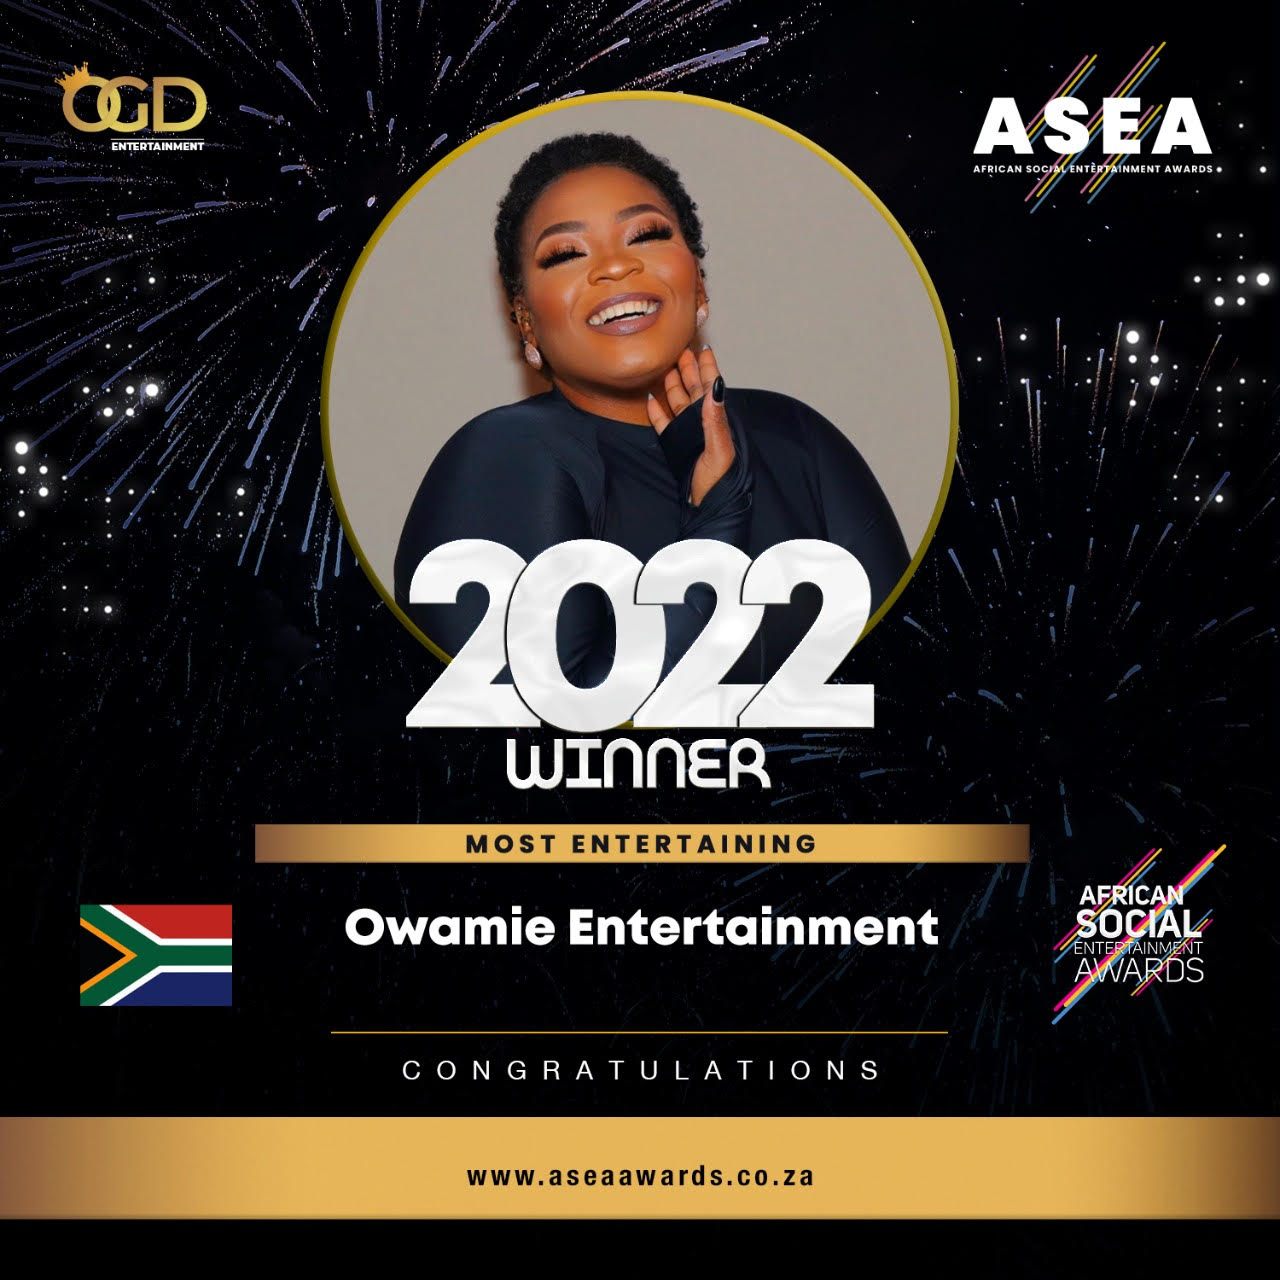 OGD
ENTERTAINMENT
ASEA
AFRICAN SOCIAL ENTERTAINMENT AWARDS
2022
WINNER
MOST ENTERTAINING
Owamie Entertainment
AFRICAN
SOCIAL
ENTERTAINMENT
AWARDS
CONGRATULATIONS
www.aseaawards.co.za